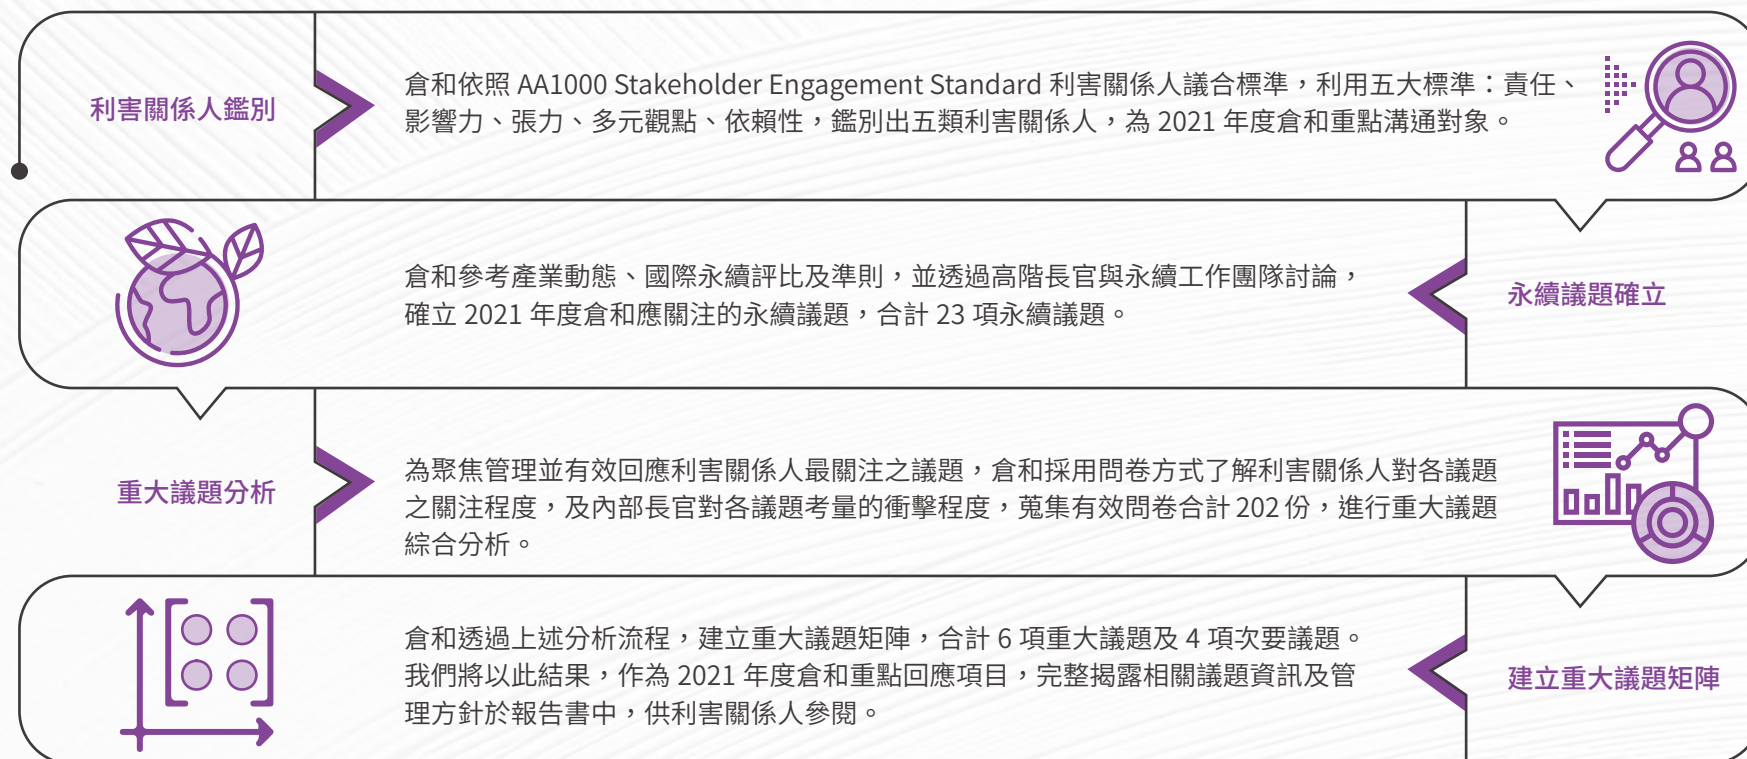 利害關係人鑑別
倉和依照 AA1000 Stakeholder Engagement Standard 利害關係人議合標準，利用五大標準：責任、
影響力、張力、多元觀點、依賴性，鑑別出五類利害關係人，為 2021 年度倉和重點溝通對象。
永續議題確立
倉和參考產業動態、國際永續評比及準則，並透過高階長官與永續工作團隊討論，
確立 2021 年度倉和應關注的永續議題，合計 23 項永續議題。
重大議題分析
為聚焦管理並有效回應利害關係人最關注之議題，倉和採用問卷方式了解利害關係人對各議題
之關注程度，及內部長官對各議題考量的衝擊程度，蒐集有效問卷合計 202 份，進行重大議題
綜合分析。
建立重大議題矩陣
倉和透過上述分析流程，建立重大議題矩陣，合計 6 項重大議題及 4 項次要議題。
我們將以此結果，作為 2021 年度倉和重點回應項目，完整揭露相關議題資訊及管
理方針於報告書中，供利害關係人參閱。